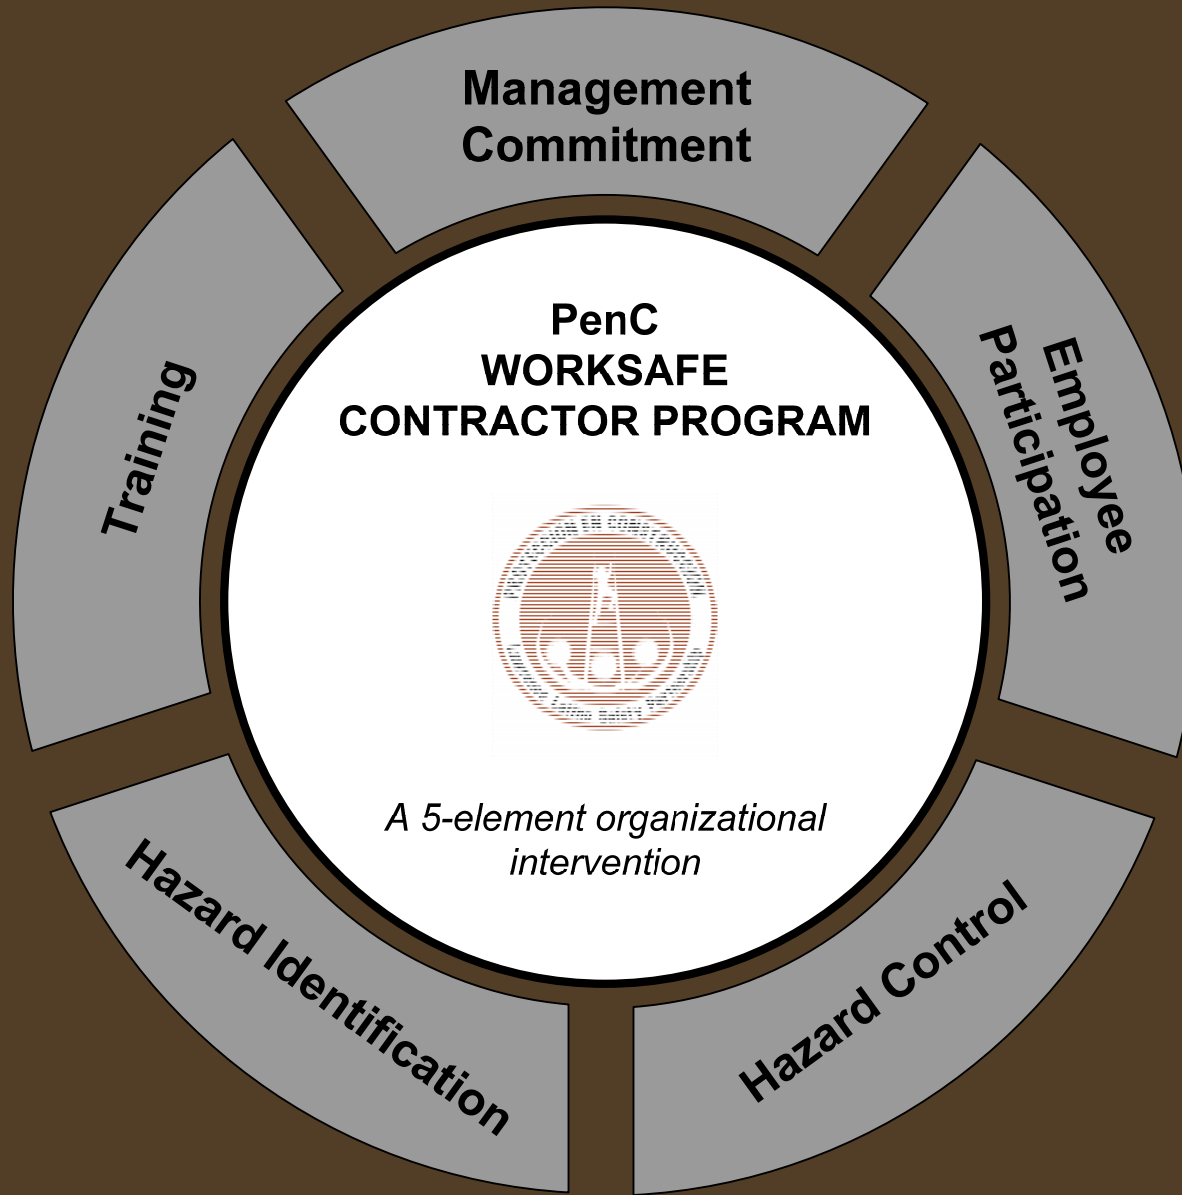 Management
Commitment
Employee
Participation
Hazard Control
Hazard Identification
Training
PenC
WORKSAFE
CONTRACTOR PROGRAM
A 5-element organizational
intervention